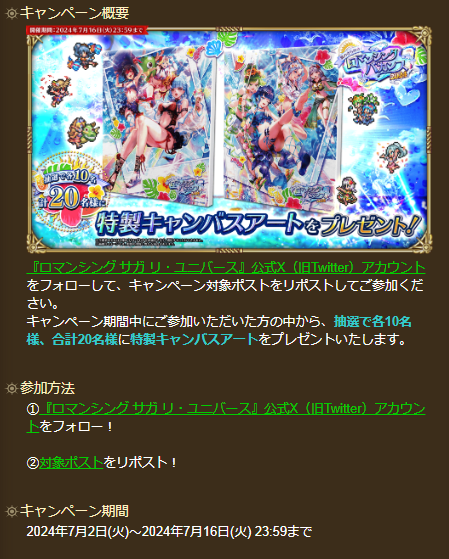 キャンペーン概要
開催期間：2024年7月16日(火) 23:59まで
ロマンシング
抽選で各10名
計20名様に
特製キャンバスアートをプレゼント!
『ロマンシング サガ リ・ユニバース』公式X（旧Twitter）アカウント
をフォローして、キャンペーン対象ポストをリポストしてご参加くだ
さい。
キャンペーン期間中にご参加いただいた方の中から、抽選で各10名
様、合計20名様に特製キャンバスアートをプレゼントいたします。
参加方法
①『ロマンシング サガ リ・ユニバース』公式X（旧Twitter）アカウン
トをフォロー！
②対象ポストをリポスト！
キャンペーン期間
2024年7月2日(火)～2024年7月16日(火) 23:59まで